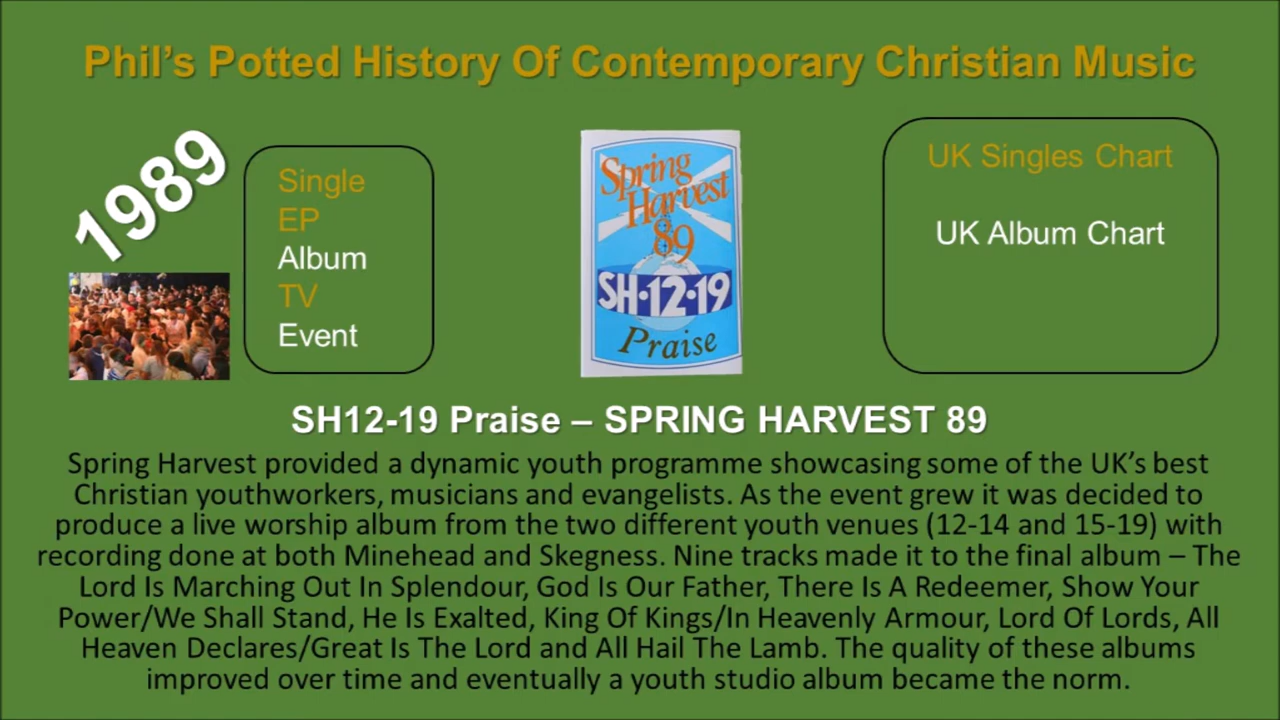 Phil's Potted History Of Contemporary Christian Music
1989
Single
EP
Album
TV
Event
Spring
Harvest
89
SH·12·19
Praise
UK Singles Chart
UK Album Chart
SH12-19 Praise – SPRING HARVEST 89
Spring Harvest provided a dynamic youth programme showcasing some of the UK's best
Christian youthworkers, musicians and evangelists. As the event grew it was decided to
produce a live worship album from the two different youth venues (12-14 and 15-19) with
recording done at both Minehead and Skegness. Nine tracks made it to the final album – The
Lord Is Marching Out In Splendour, God Is Our Father, There Is A Redeemer, Show Your
Power/We Shall Stand, He Is Exalted, King Of Kings/In Heavenly Armour, Lord Of Lords, All
Heaven Declares/Great Is The Lord and All Hail The Lamb. The quality of these albums
improved over time and eventually a youth studio album became the norm.